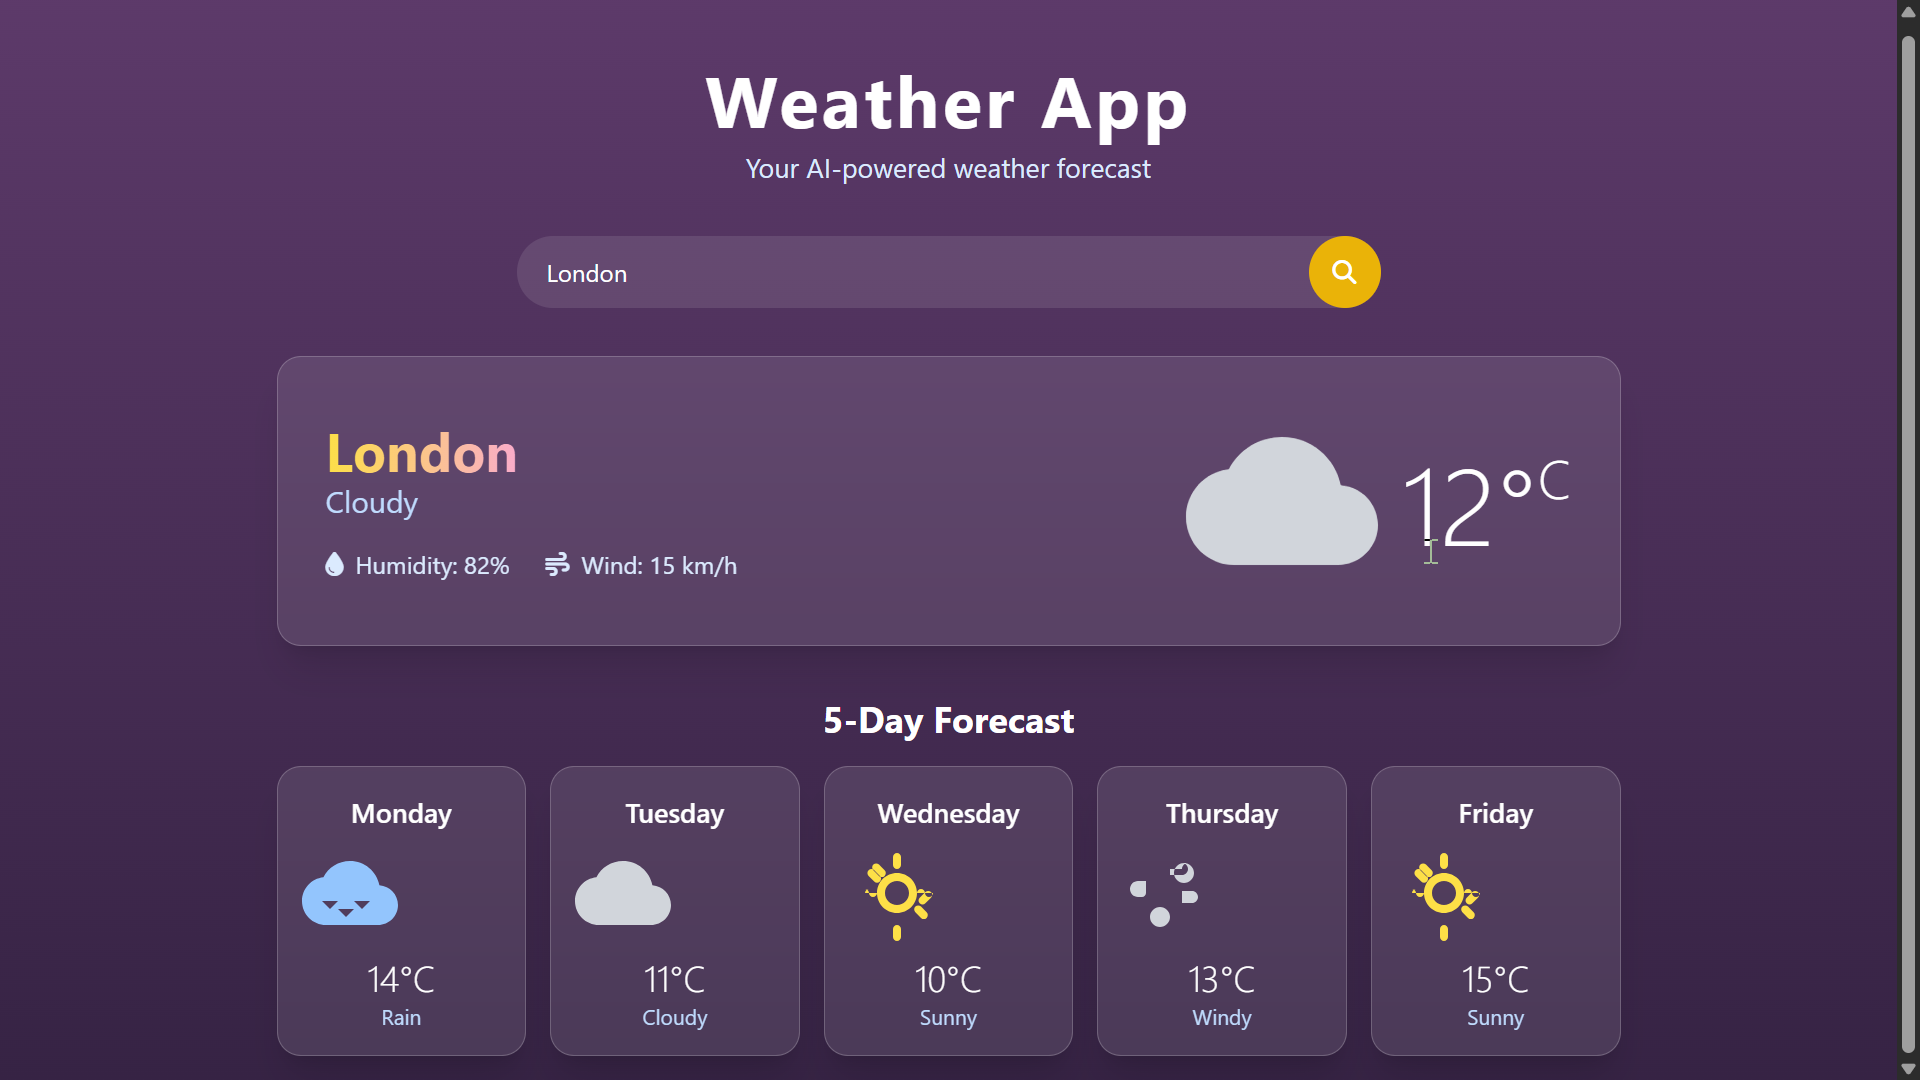 Weather App
Your AI-powered weather forecast
London
London
Cloudy
Humidity: 82% Wind: 15 km/h
12°C
5-Day Forecast
Monday
14°C
Rain
Tuesday
11°C
Cloudy
Wednesday
10°C
Sunny
Thursday
13°C
Windy
Friday
15°C
Sunny